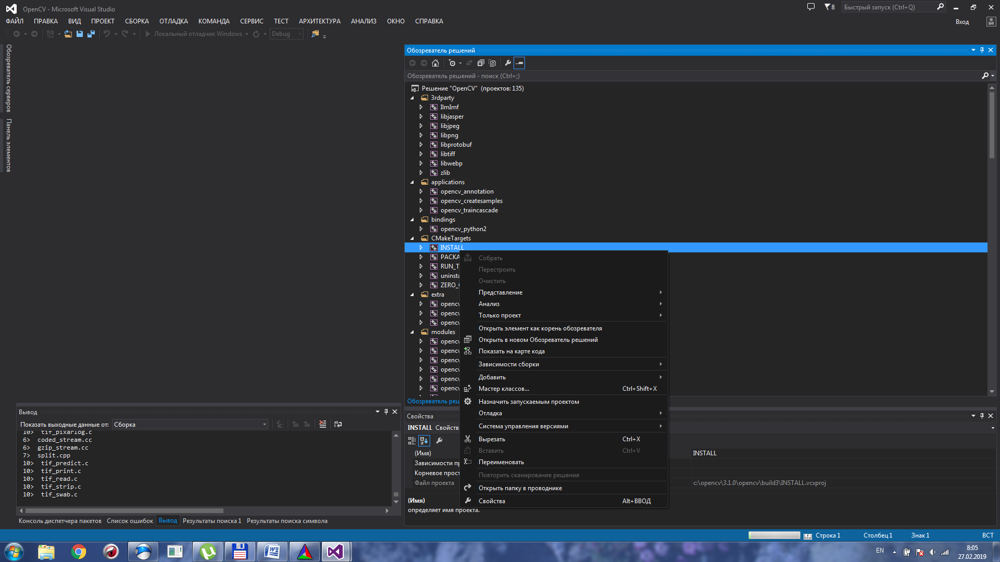 OpenCV - Microsoft Visual Studio
8
Быстрый запуск (Ctrl+Q)
ФАЙЛ ПРАВКА ВИД ПРОЕКТ СБОРКА ОТЛАДКА КОМАНДА СЕРВИС ТЕСТ АРХИТЕКТУРА АНАЛИЗ ОКНО СПРАВКА
Вход
Локальный отладчик Windows
Debug
Обозреватель серверов
Панель элементов
Обозреватель решений
Обозреватель решений - поиск (Ctrl+;)
Решение "OpenCV" (проектов: 135)
3rdparty
IlmImf
libjasper
libjpeg
libpng
libprotobuf
libtiff
libwebp
zlib
applications
opencv_annotation
opencv_createsamples
opencv_traincascade
bindings
opencv_python2
CMakeTargets
INSTALL
PACKA
RUN_T
uninsta
ZERO_
extra
opencv
opencv
opencv
modules
opencv
opencv
opencv
opencv
opencv
opencv
Обозреватель реш
Собрать
Перестроить
Очистить
Представление
Анализ
Только проект
Открыть элемент как корень обозревателя
Открыть в новом Обозреватель решений
Показать на карте кода
Зависимости сборки
Добавить
Мастер классов... Ctrl+Shift+X
Назначить запускаемым проектом
Отладка
Система управления версиями
Вырезать Ctrl+X
Вставить Ctrl+V
Переименовать
Повторить сканирование решения
Открыть папку в проводнике
Свойства Alt+ВВОД
Свойства
INSTALL Свойств
(Имя) INSTALL
Зависимости пр
Корневое прост
Файл проекта c:\opencv\3.1.0\opencv\build3\INSTALL.vcxproj
(Имя)
определяет имя проекта.
Вывод
Показать выходные данные от: Сборка
10> tif_pixarlog.c
6> coded_stream.cc
6> gzip_stream.cc
7> split.cpp
10> tif_predict.c
10> tif_print.c
10> tif_read.c
10> tif_strip.c
10> tif_swab.c
Консоль диспетчера пакетов Список ошибок Вывод Результаты поиска 1 Результаты поиска символа
Строка 1 Столбец 1 Знак 1 ВСТ
EN
8:05
27.02.2019